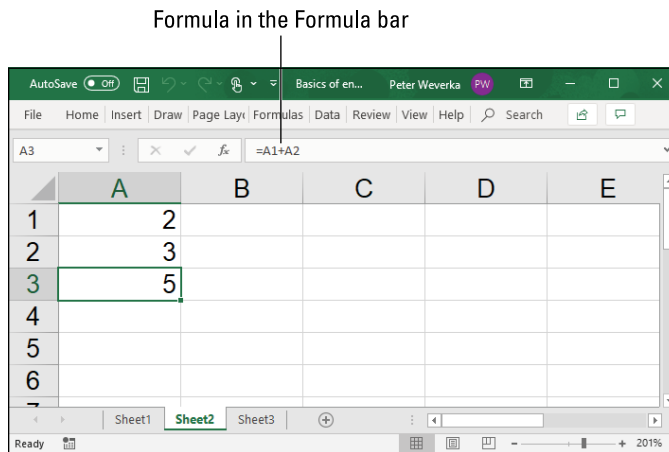 Formula in the Formula bar
AutoSave Off Basics of en... Peter Weverka PW
File Home Insert Draw Page Layo Formulas Data Review View Help Search
A3 fx =A1+A2
A B C D E
1 2
2 3
3 5
4
5
6
7
Sheet1 Sheet2 Sheet3
Ready 201%